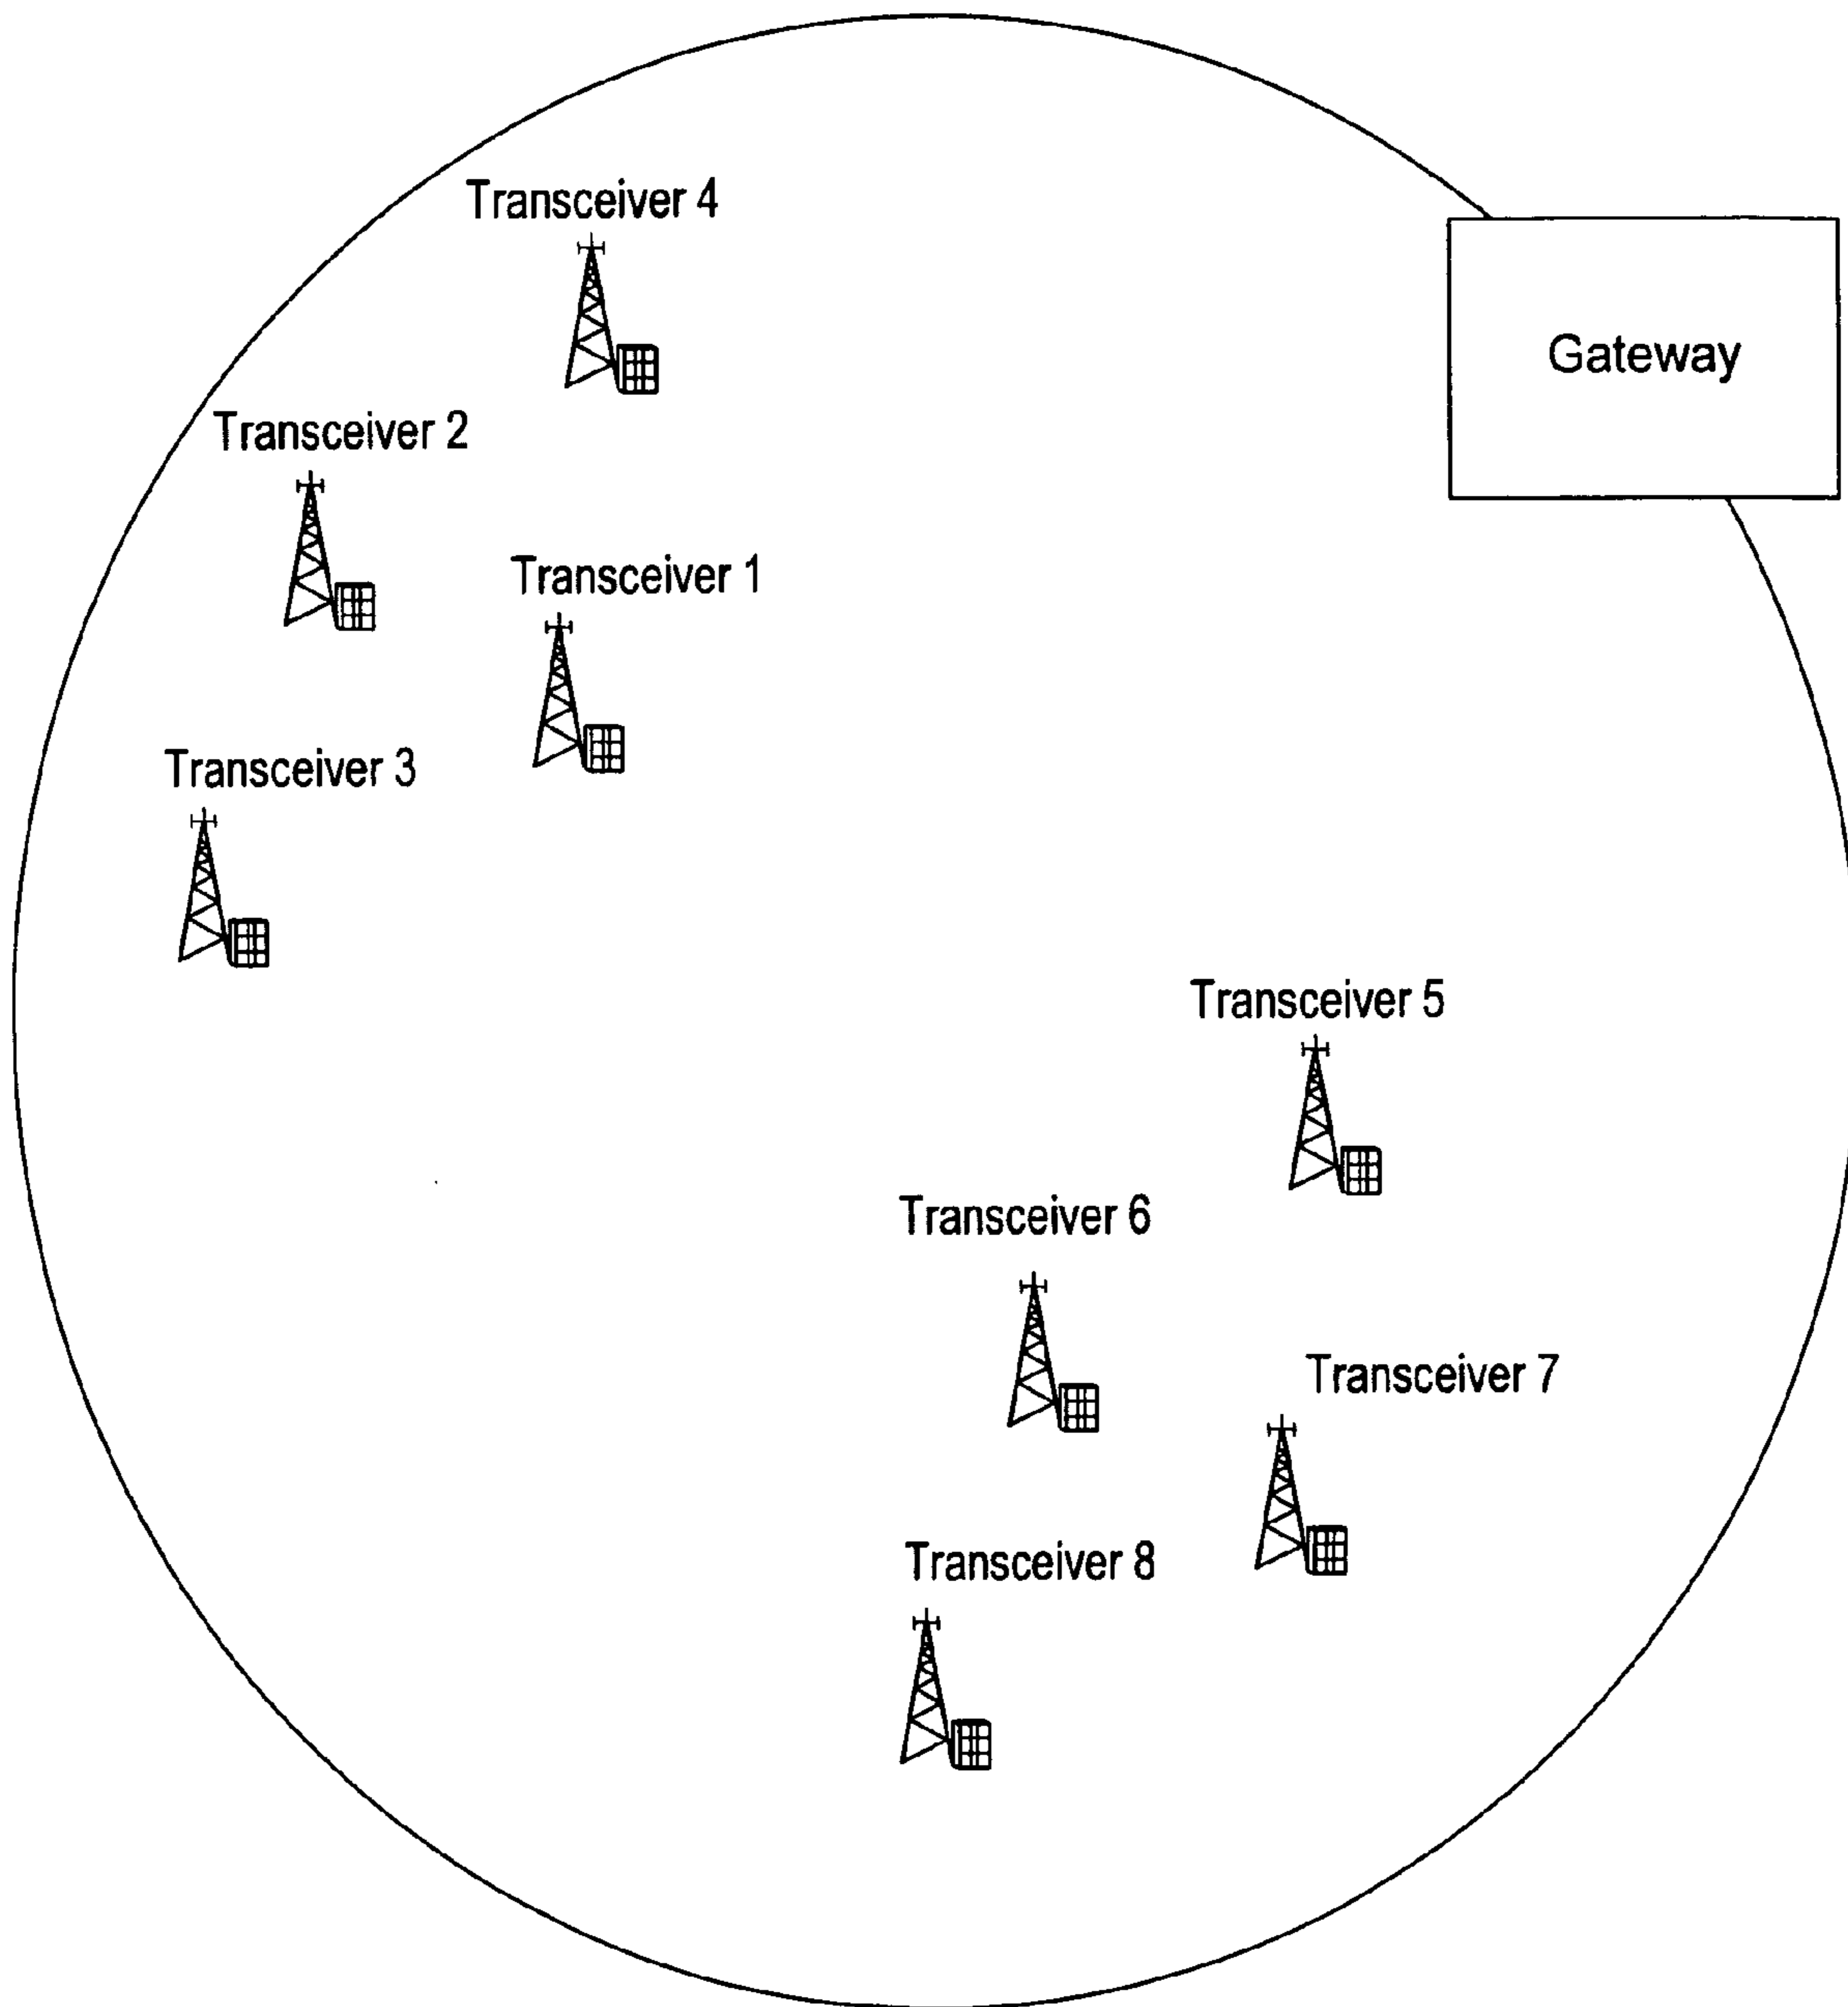 Transceiver 4
Gateway
Transceiver 2
Transceiver 1
Transceiver 3
Transceiver 5
Transceiver 6
Transceiver 7
Transceiver 8